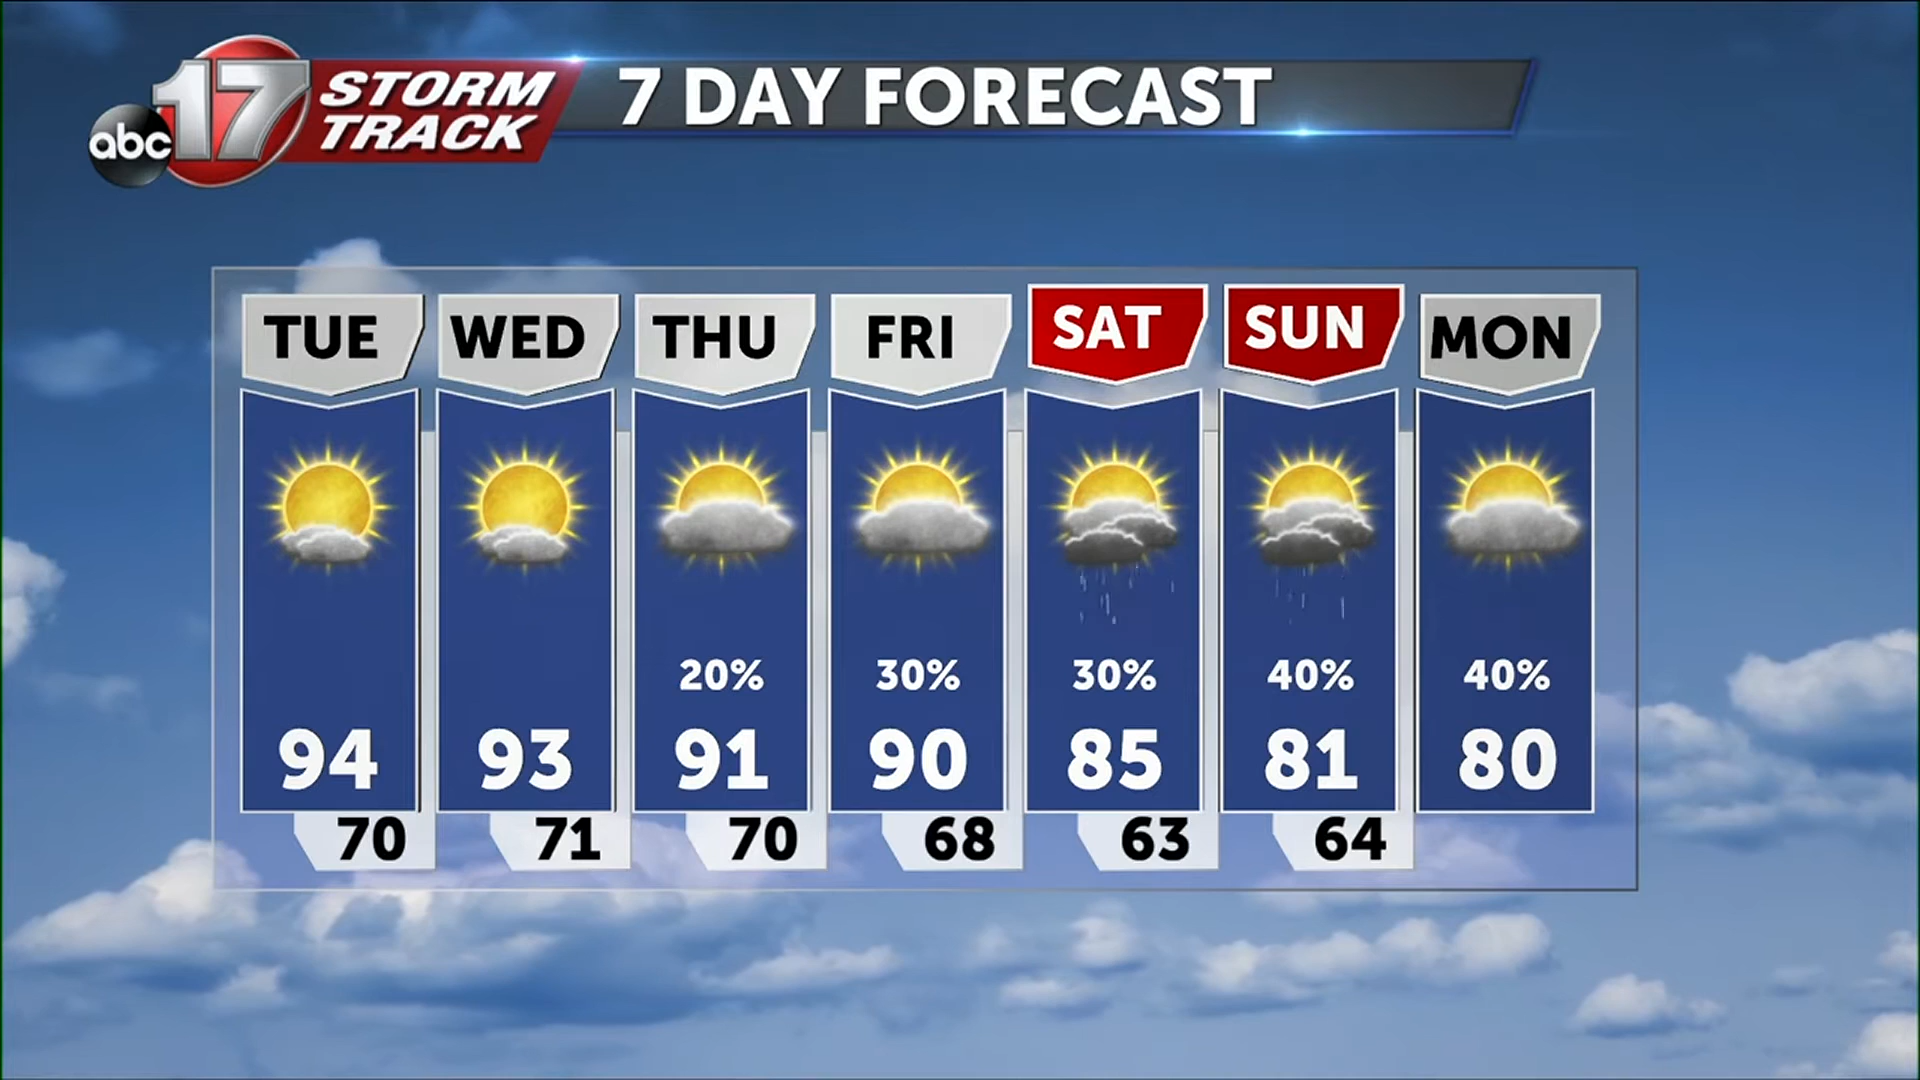 abc 17 STORM TRACK
7 DAY FORECAST
TUE WED THU FRI SAT SUN MON
20% 30% 30% 40% 40%
94 93 91 90 85 81 80
70 71 70 68 63 64